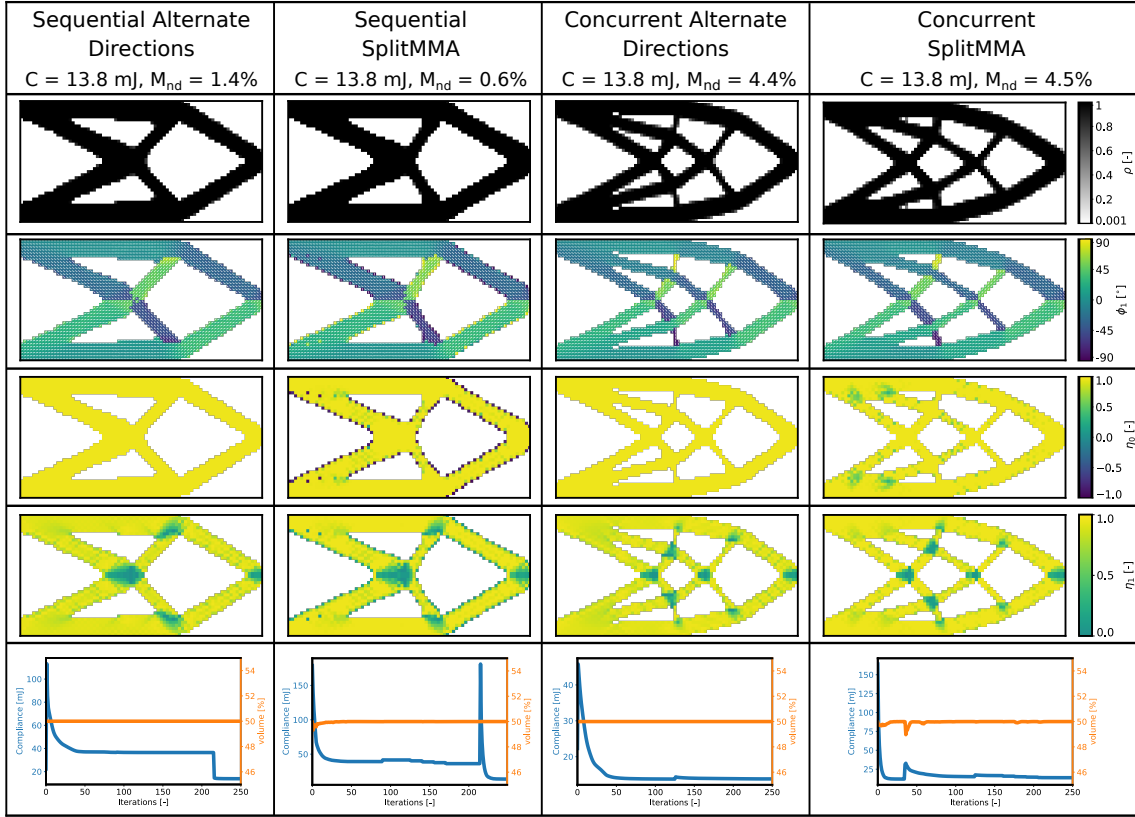 Sequential Alternate
Directions
C = 13.8 mJ, Mnd = 1.4%
Sequential
SplitMMA
C = 13.8 mJ, Mnd = 0.6%
Concurrent Alternate
Directions
C = 13.8 mJ, Mnd = 4.4%
Concurrent
SplitMMA
C = 13.8 mJ, Mnd = 4.5%
1
0.8
0.6
0.4
0.2
0.001
ρ [-]
90
45
0
-45
-90
ϕ1 [°]
1.0
0.5
0.0
−0.5
−1.0
η0 [-]
1.0
0.5
0.0
η1 [-]
Compliance [mJ]
100
80
60
40
20
0 50 100 150 200 250
Iterations [-]
54
52
50
48
46
volume [%]
Compliance [mJ]
150
100
50
0 100 200
Iterations [-]
54
52
50
48
46
volume [%]
Compliance [mJ]
40
30
20
0 50 100 150 200 250
Iterations [-]
54
52
50
48
46
volume [%]
Compliance [mJ]
150
125
100
75
50
25
0 50 100 150 200 250
Iterations [-]
54
52
50
48
46
volume [%]